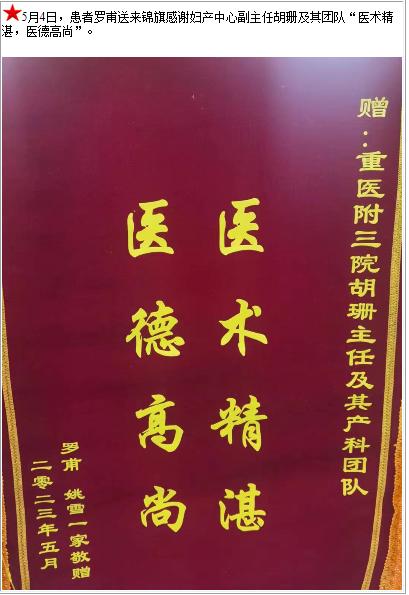 ★5月4日，患者罗甫送来锦旗感谢妇产中心副主任胡珊及其团队“医术精
湛，医德高尚”。
赠：重医附三院胡珊主任及其产科团队
医术精湛
医德高尚
罗甫 姚雪一家敬赠
二零二三年五月